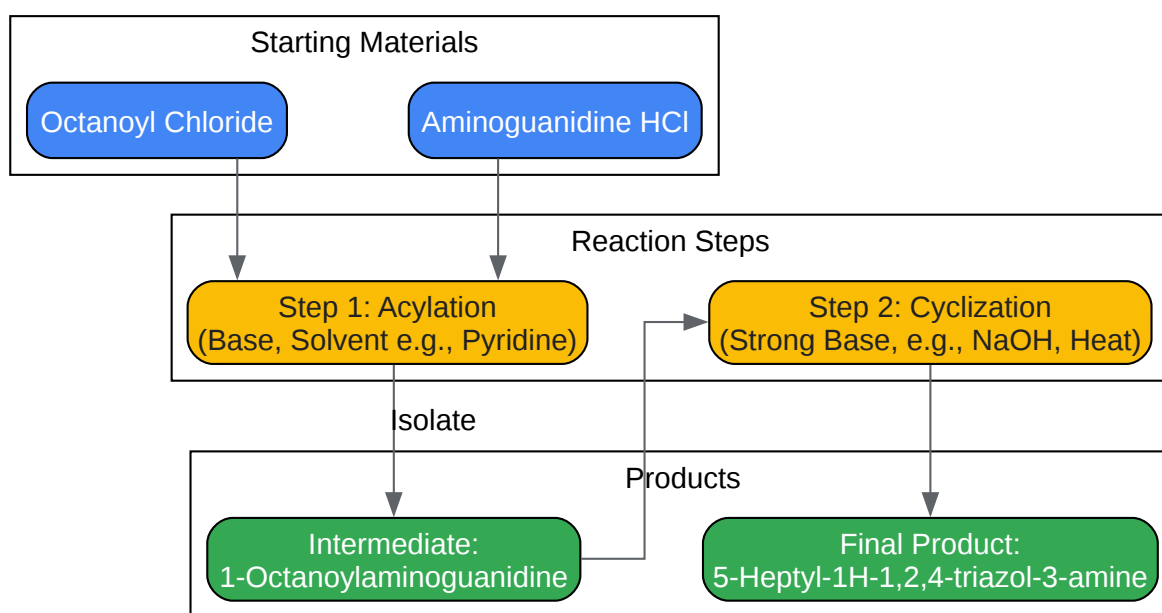 Starting Materials
Octanoyl Chloride
Aminoguanidine HCl
Reaction Steps
Step 1: Acylation
(Base, Solvent e.g., Pyridine)
Step 2: Cyclization
(Strong Base, e.g., NaOH, Heat)
Isolate
Products
Intermediate:
1-Octanoylaminoguanidine
Final Product:
5-Heptyl-1H-1,2,4-triazol-3-amine